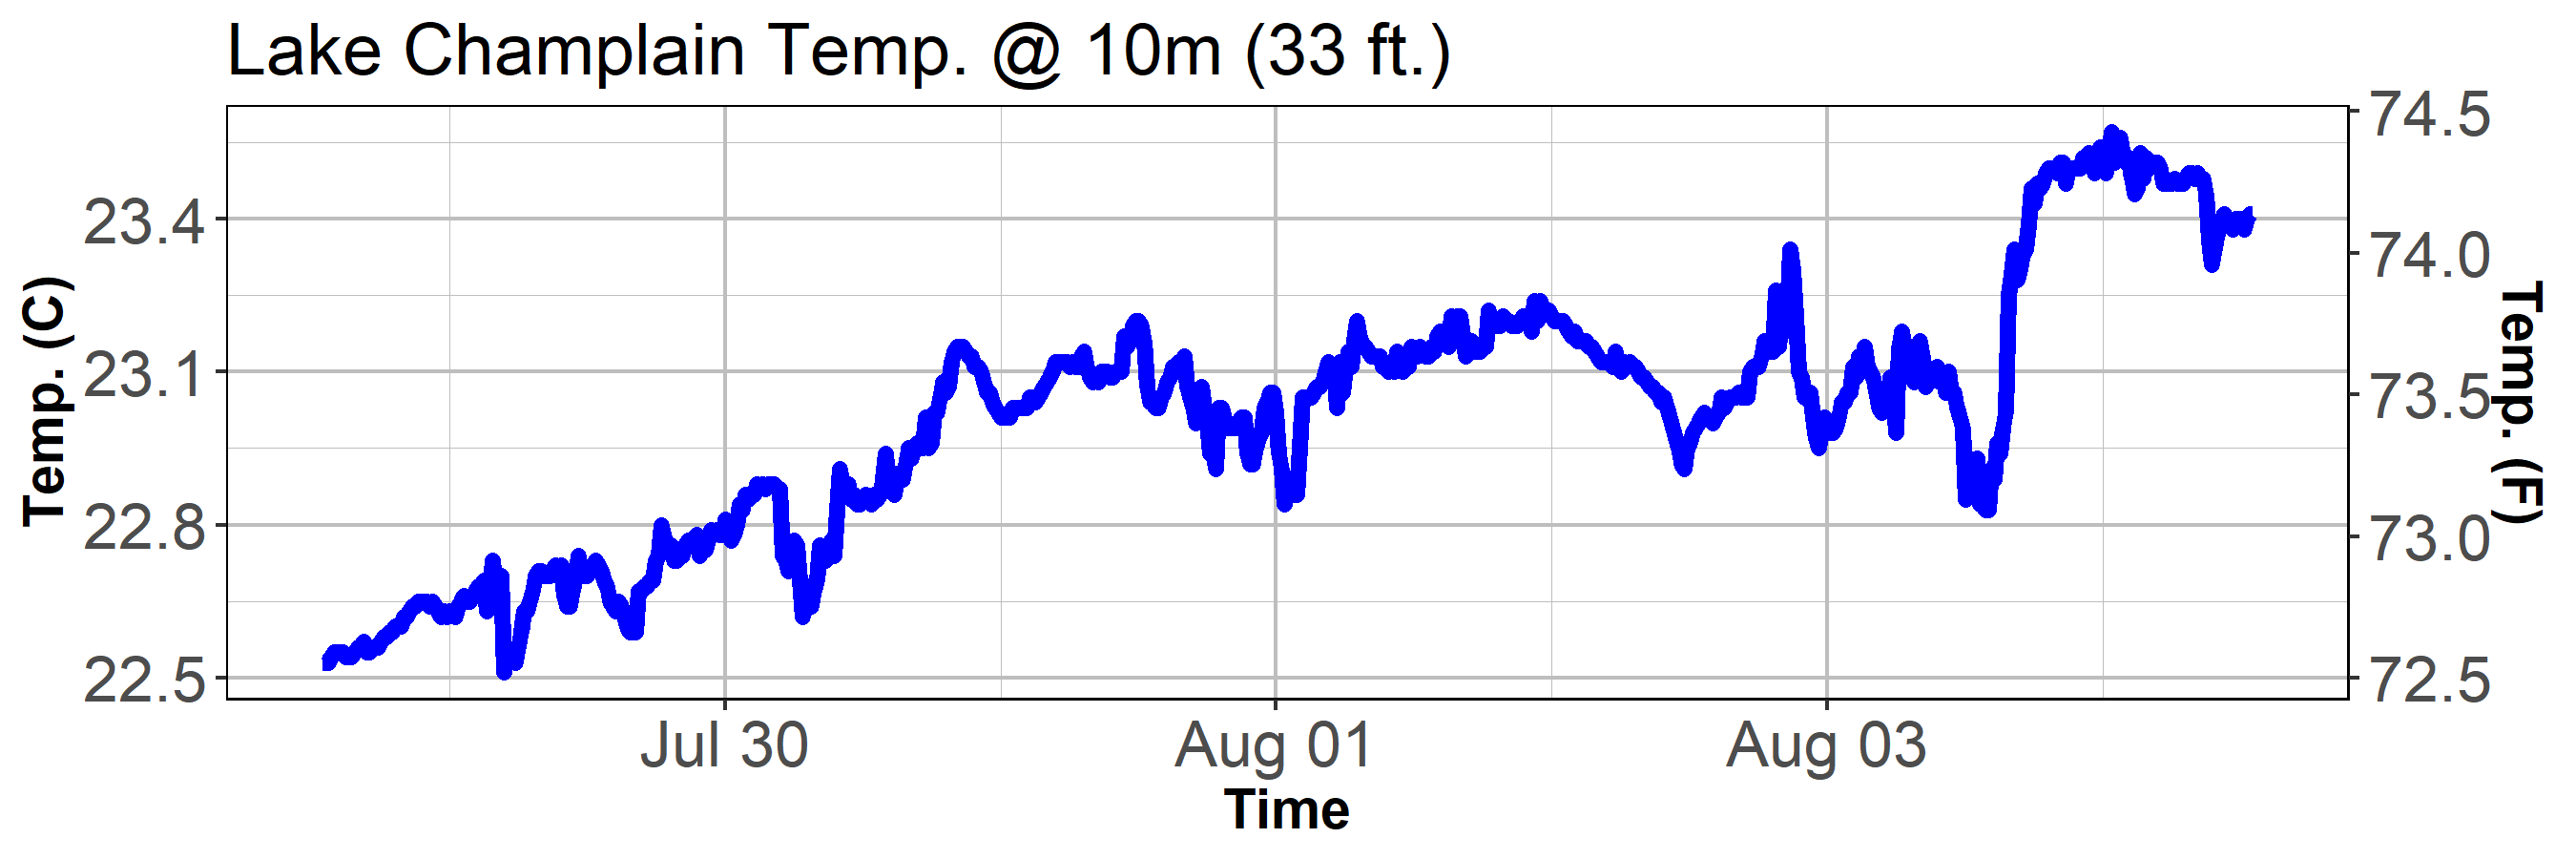 Lake Champlain Temp. @ 10m (33 ft.)
Temp. (C)
23.4
23.1
22.8
22.5
74.5
74.0
73.5
73.0
72.5
Temp. (F)
Jul 30
Aug 01
Aug 03
Time